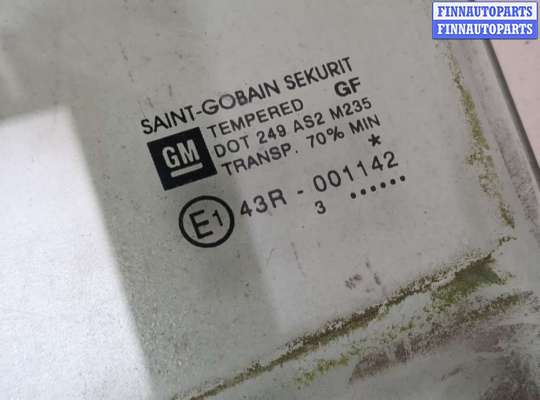 FINNAUTOPARTS
FINNAUTOPARTS
SAINT-GOBAIN SEKURIT
TEMPERED GF
GM
DOT 249 AS2 M235
TRANSP. 70% MIN
*
E1 43R - 001142
3 ......